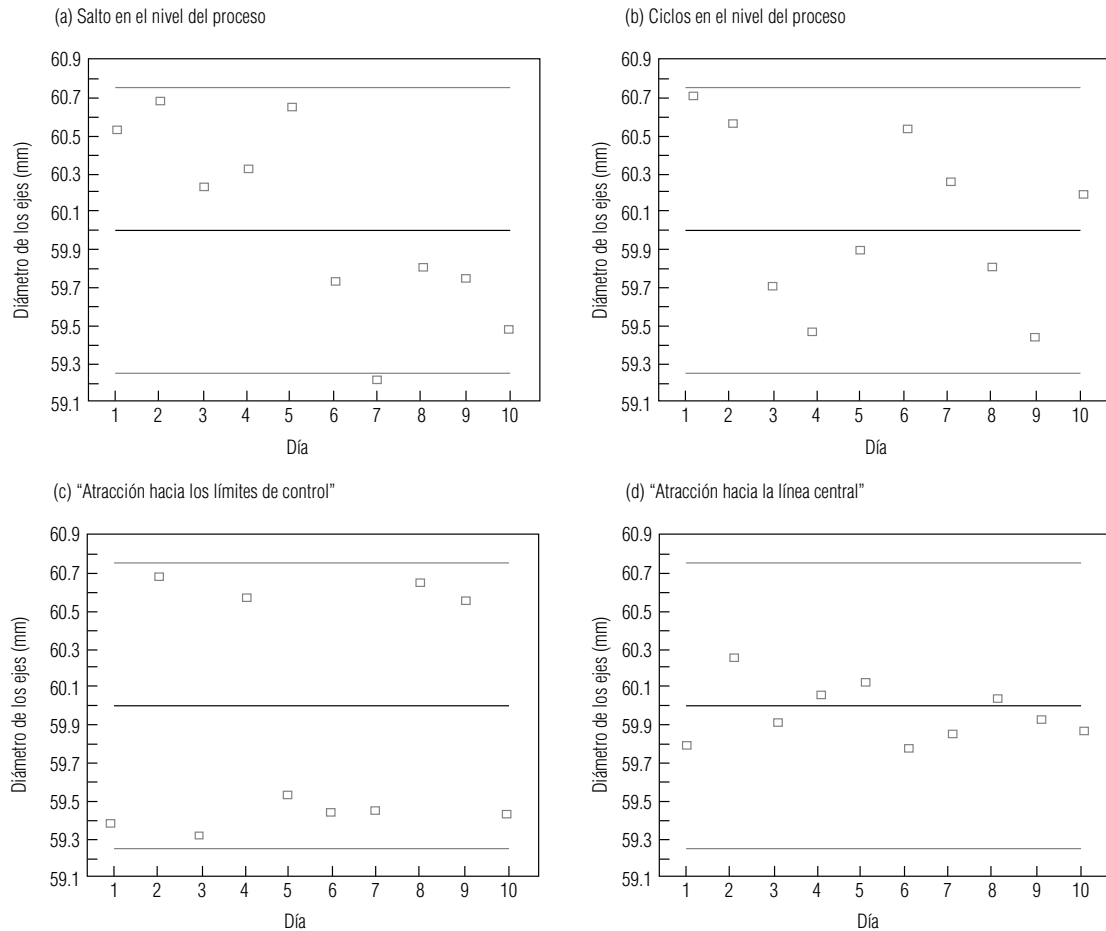 (a) Salto en el nivel del proceso
Diámetro de los ejes (mm)
60.9
60.7
60.5
60.3
60.1
59.9
59.7
59.5
59.3
59.1
1 2 3 4 5 6 7 8 9 10
Día
(b) Ciclos en el nivel del proceso
Diámetro de los ejes (mm)
60.9
60.7
60.5
60.3
60.1
59.9
59.7
59.5
59.3
59.1
1 2 3 4 5 6 7 8 9 10
Día
(c) “Atracción hacia los límites de control”
Diámetro de los ejes (mm)
60.9
60.7
60.5
60.3
60.1
59.9
59.7
59.5
59.3
59.1
1 2 3 4 5 6 7 8 9 10
Día
(d) “Atracción hacia la línea central”
Diámetro de los ejes (mm)
60.9
60.7
60.5
60.3
60.1
59.9
59.7
59.5
59.3
59.1
1 2 3 4 5 6 7 8 9 10
Día